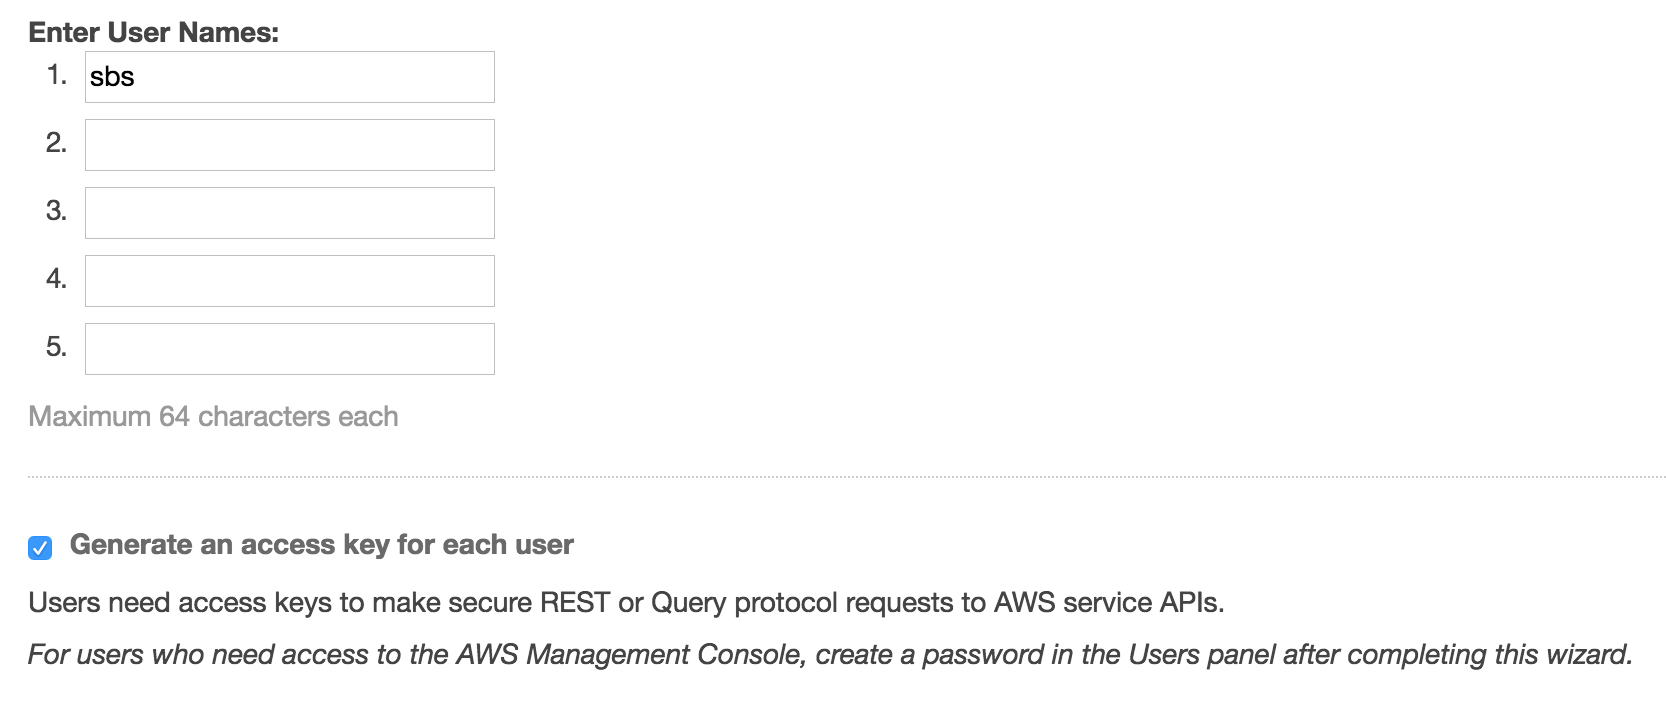 Enter User Names:
1. sbs
2.
3.
4.
5.
Maximum 64 characters each
Generate an access key for each user
Users need access keys to make secure REST or Query protocol requests to AWS service APIs.
For users who need access to the AWS Management Console, create a password in the Users panel after completing this wizard.